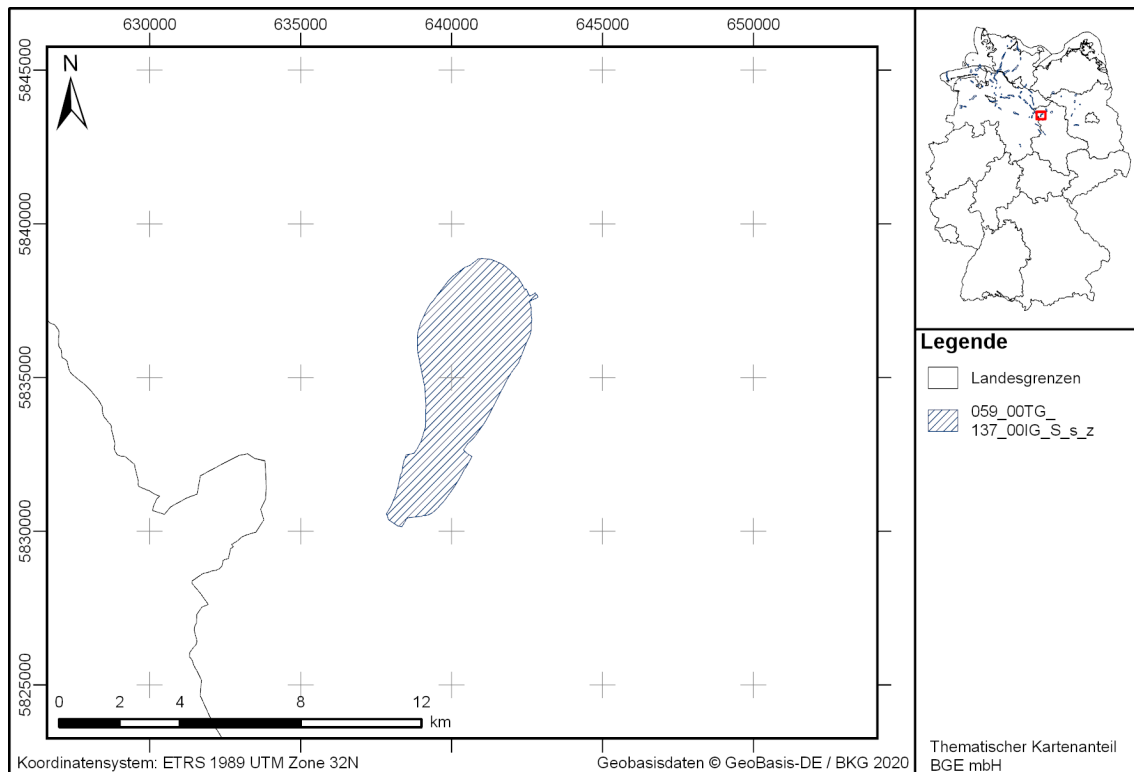 630000 635000 640000 645000 650000
5845000
5840000
5835000
5830000
5825000
N
0 2 4 8 12
km
Koordinatensystem: ETRS 1989 UTM Zone 32N
Geobasisdaten © GeoBasis-DE / BKG 2020
Legende
Landesgrenzen
059_00TG_
137_00IG_S_s_z
Thematischer Kartenanteil
BGE mbH